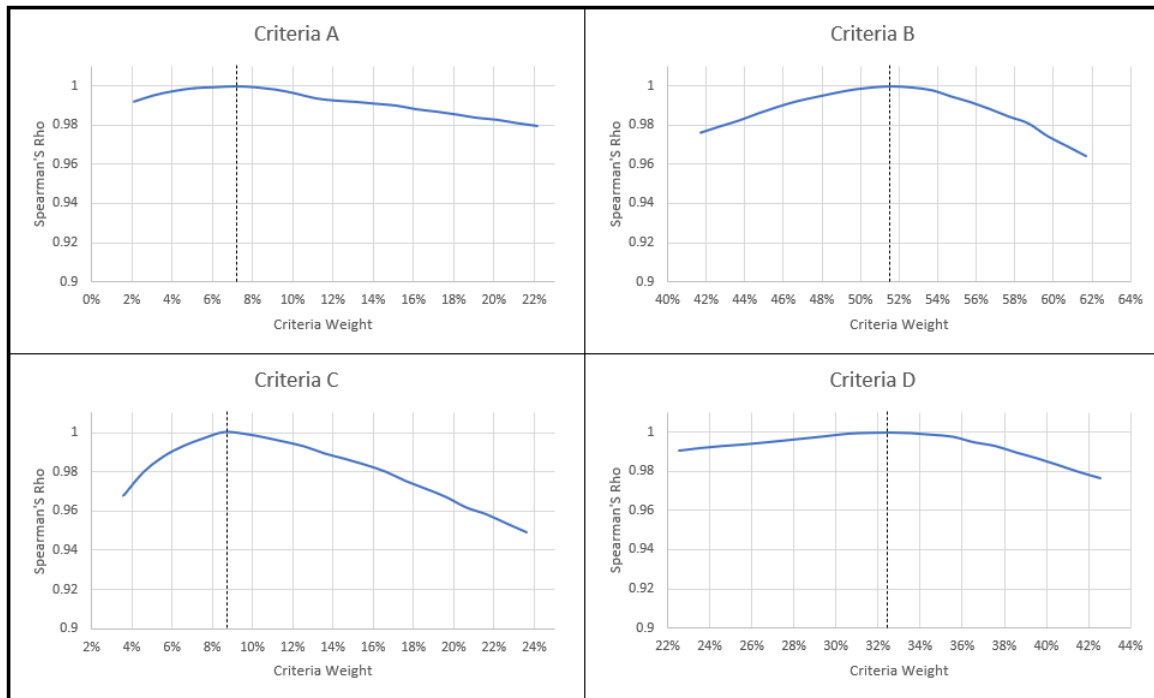 Criteria A
Spearman'S Rho
1
0.98
0.96
0.94
0.92
0.9
0% 2% 4% 6% 8% 10% 12% 14% 16% 18% 20% 22%
Criteria Weight
Criteria B
Spearman'S Rho
1
0.98
0.96
0.94
0.92
0.9
40% 42% 44% 46% 48% 50% 52% 54% 56% 58% 60% 62% 64%
Criteria Weight
Criteria C
Spearman'S Rho
1
0.98
0.96
0.94
0.92
0.9
2% 4% 6% 8% 10% 12% 14% 16% 18% 20% 22% 24%
Criteria Weight
Criteria D
Spearman'S Rho
1
0.98
0.96
0.94
0.92
0.9
22% 24% 26% 28% 30% 32% 34% 36% 38% 40% 42% 44%
Criteria Weight